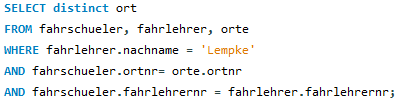 SELECT distinct ort
FROM fahrschueler, fahrlehrer, orte
WHERE fahrlehrer.nachname = 'Lempke'
AND fahrschueler.ortnr= orte.ortnr
AND fahrschueler.fahrlehrernr = fahrlehrer.fahrlehrernr;